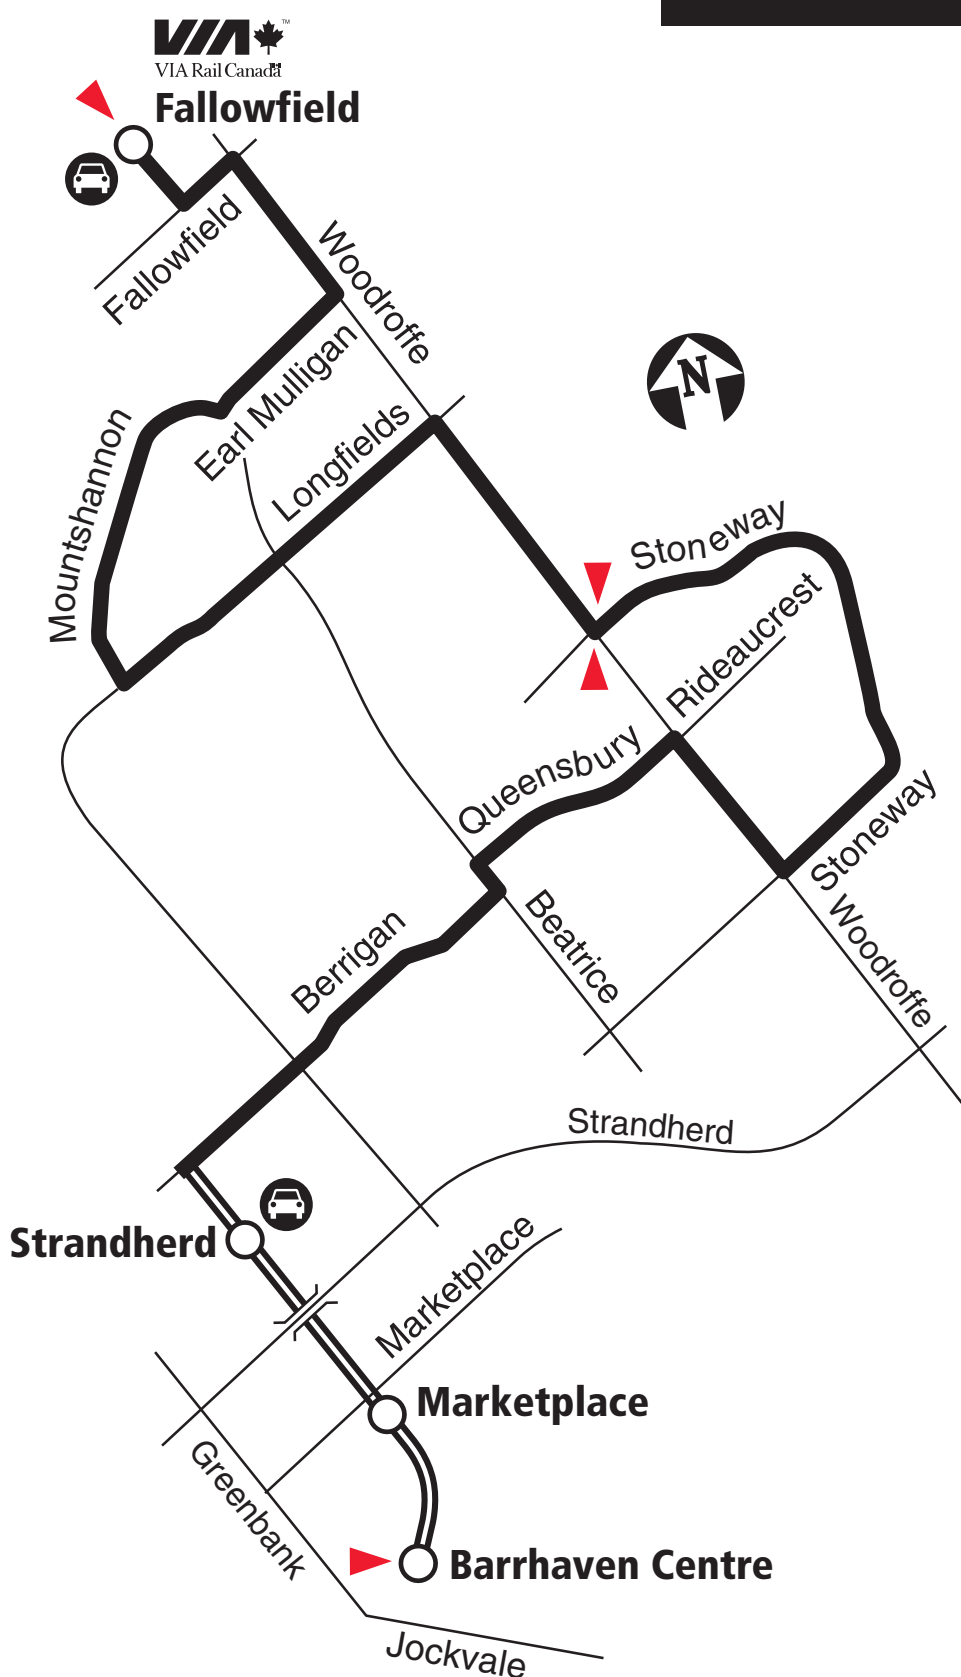 VIA™
VIA Rail Canada
Fallowfield
Fallowfield
Woodroffe
Earl Mulligan
Mountshannon
Longfields
N
Stoneway
Rideaucrest
Queensbury
Stoneway
Woodroffe
Beatrice
Berrigan
Strandherd
Strandherd
Marketplace
Marketplace
Greenbank
Barrhaven Centre
Jockvale